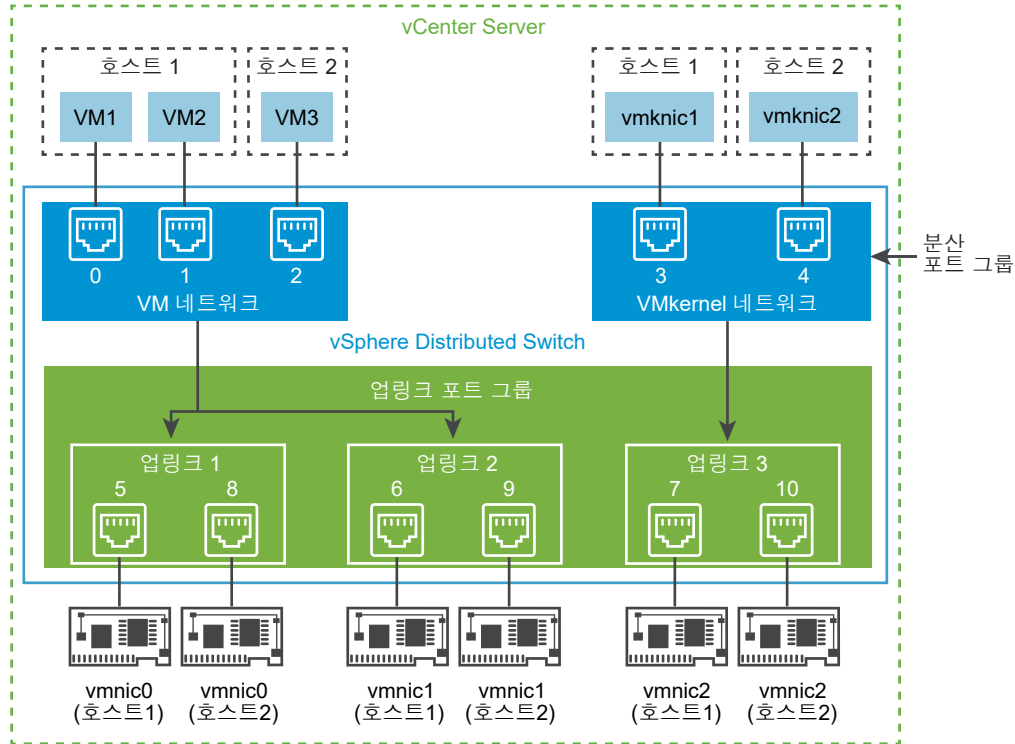 vCenter Server
호스트 1
호스트 2
호스트 1
호스트 2
VM1
VM2
VM3
vmknic1
vmknic2
0
1
2
3
4
VM 네트워크
VMkernel 네트워크
분산
포트 그룹
vSphere Distributed Switch
업링크 포트 그룹
업링크 1
업링크 2
업링크 3
5
8
6
9
7
10
vmnic0
(호스트1)
vmnic0
(호스트2)
vmnic1
(호스트1)
vmnic1
(호스트2)
vmnic2
(호스트1)
vmnic2
(호스트2)